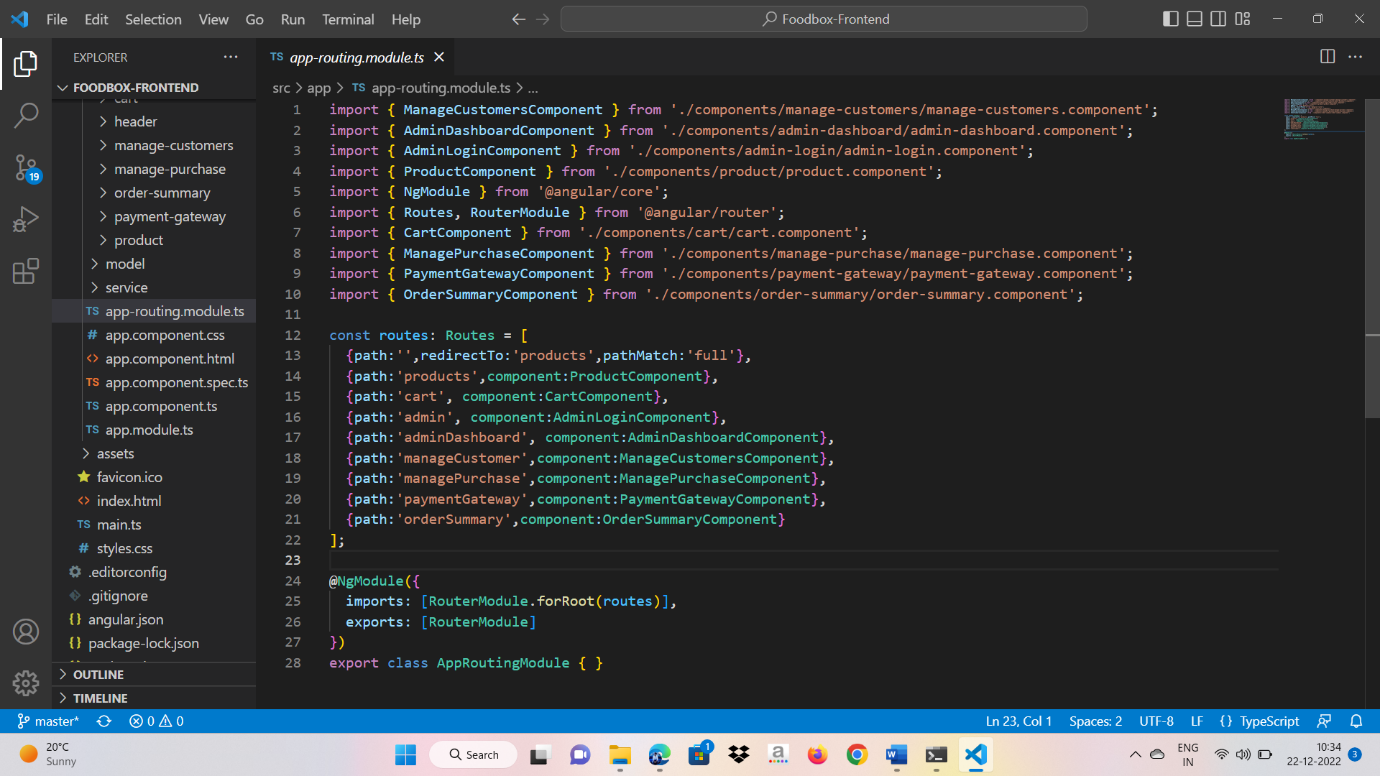 File Edit Selection View Go Run Terminal Help
Foodbox-Frontend
EXPLORER
FOODBOX-FRONTEND
cart
header
manage-customers
manage-purchase
order-summary
payment-gateway
product
model
service
TS app-routing.module.ts
# app.component.css
<> app.component.html
TS app.component.spec.ts
TS app.component.ts
TS app.module.ts
assets
favicon.ico
<> index.html
TS main.ts
# styles.css
.editorconfig
.gitignore
{} angular.json
{} package-lock.json
OUTLINE
TIMELINE
19
TS app-routing.module.ts
src > app > TS app-routing.module.ts > ...
1 import { ManageCustomersComponent } from './components/manage-customers/manage-customers.component';
2 import { AdminDashboardComponent } from './components/admin-dashboard/admin-dashboard.component';
3 import { AdminLoginComponent } from './components/admin-login/admin-login.component';
4 import { ProductComponent } from './components/product/product.component';
5 import { NgModule } from '@angular/core';
6 import { Routes, RouterModule } from '@angular/router';
7 import { CartComponent } from './components/cart/cart.component';
8 import { ManagePurchaseComponent } from './components/manage-purchase/manage-purchase.component';
9 import { PaymentGatewayComponent } from './components/payment-gateway/payment-gateway.component';
10 import { OrderSummaryComponent } from './components/order-summary/order-summary.component';
11
12 const routes: Routes = [
13 {path:'',redirectTo:'products',pathMatch:'full'},
14 {path:'products',component:ProductComponent},
15 {path:'cart', component:CartComponent},
16 {path:'admin', component:AdminLoginComponent},
17 {path:'adminDashboard', component:AdminDashboardComponent},
18 {path:'manageCustomer',component:ManageCustomersComponent},
19 {path:'managePurchase',component:ManagePurchaseComponent},
20 {path:'paymentGateway',component:PaymentGatewayComponent},
21 {path:'orderSummary',component:OrderSummaryComponent}
22 ];
23
24 @NgModule({
25 imports: [RouterModule.forRoot(routes)],
26 exports: [RouterModule]
27 })
28 export class AppRoutingModule { }
master* 0 0 Ln 23, Col 1 Spaces: 2 UTF-8 LF {} TypeScript
20°C
Sunny
Search
1
ENG
IN
10:34
22-12-2022
3